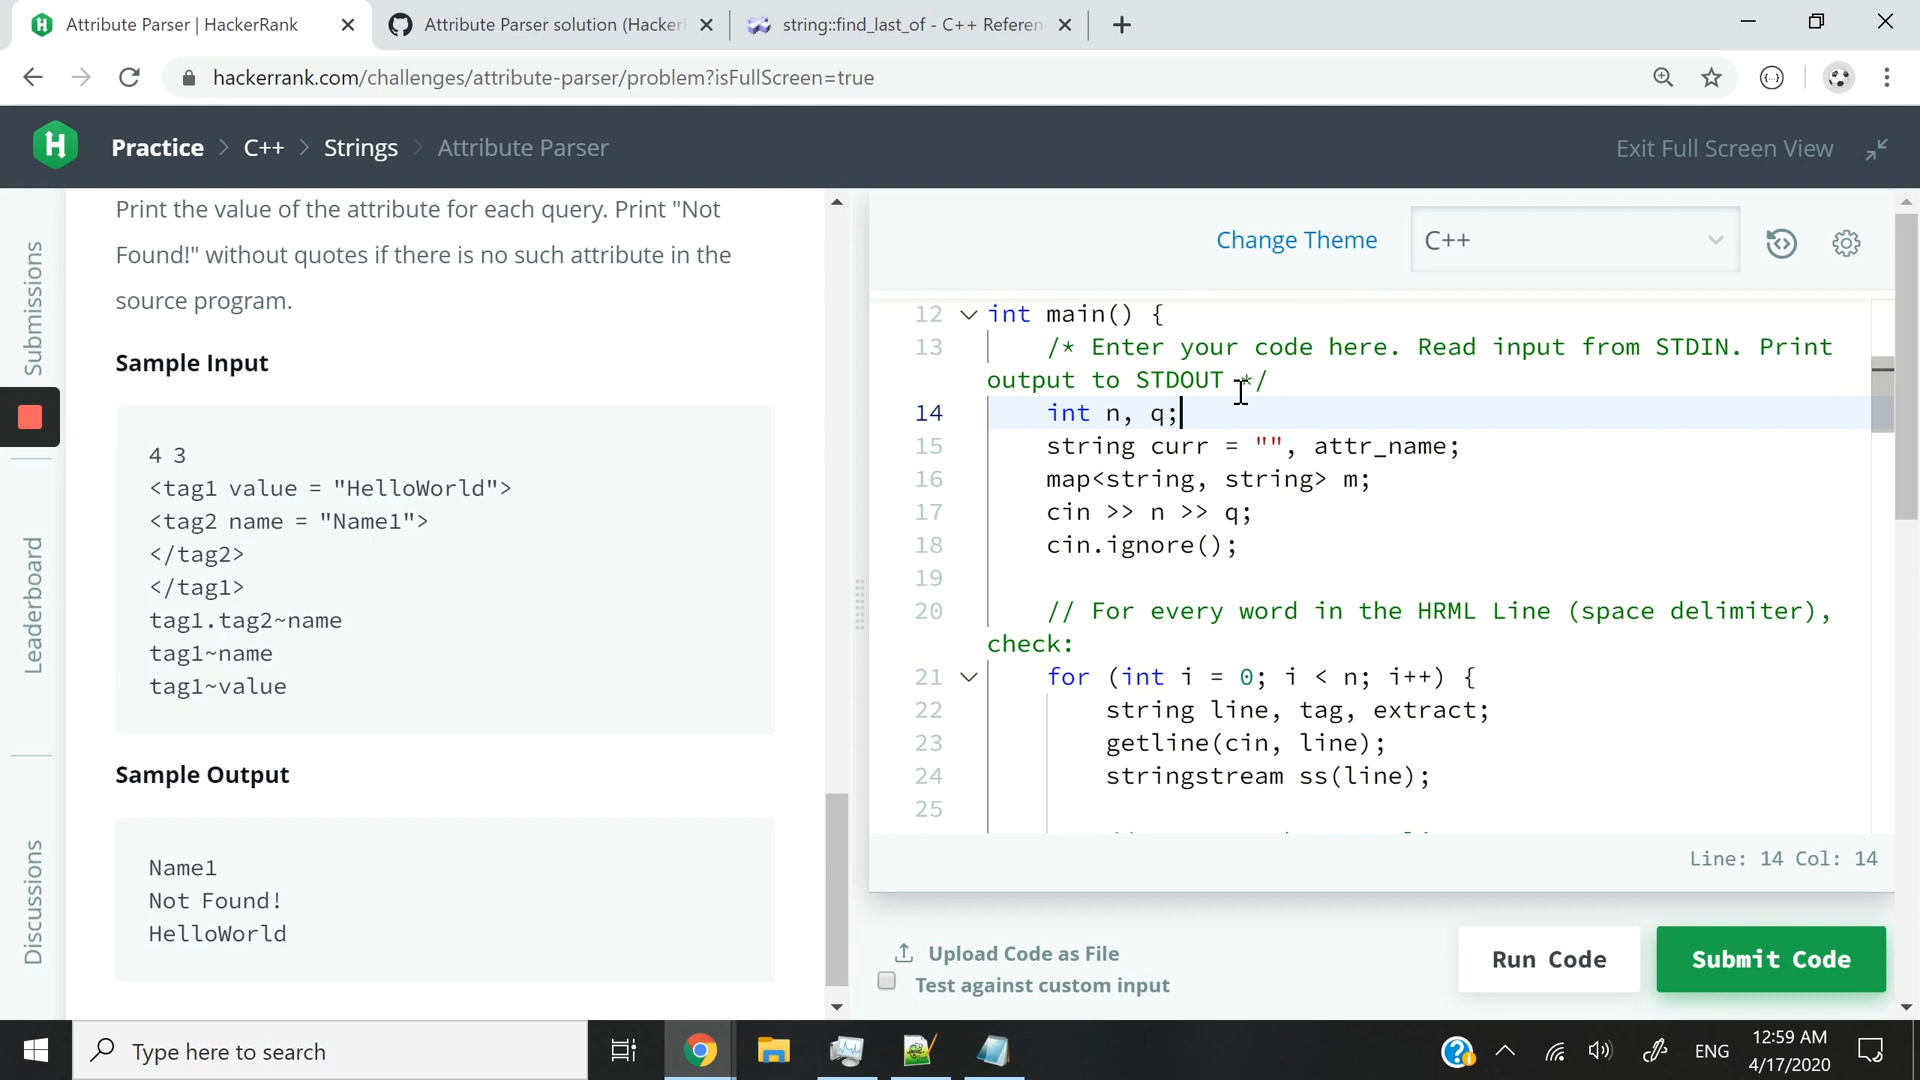 Attribute Parser | HackerRank
Attribute Parser solution (Hacker
string::find_last_of - C++ Referen
hackerrank.com/challenges/attribute-parser/problem?isFullScreen=true
H
Practice > C++ > Strings > Attribute Parser
Exit Full Screen View
Submissions
Leaderboard
Discussions
Print the value of the attribute for each query. Print "Not
Found!" without quotes if there is no such attribute in the
source program.
Sample Input
4 3
<tag1 value = "HelloWorld">
<tag2 name = "Name1">
</tag2>
</tag1>
tag1.tag2~name
tag1~name
tag1~value
Sample Output
Name1
Not Found!
HelloWorld
Change Theme
C++
12 int main() {
13 /* Enter your code here. Read input from STDIN. Print
output to STDOUT */
14 int n, q;
15 string curr = "", attr_name;
16 map<string, string> m;
17 cin >> n >> q;
18 cin.ignore();
19
20 // For every word in the HRML Line (space delimiter),
check:
21 for (int i = 0; i < n; i++) {
22 string line, tag, extract;
23 getline(cin, line);
24 stringstream ss(line);
25
Line: 14 Col: 14
Upload Code as File
Test against custom input
Run Code
Submit Code
Type here to search
ENG
12:59 AM
4/17/2020